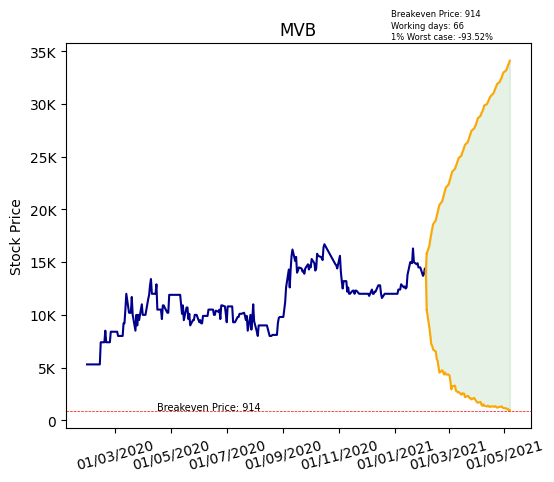 Breakeven Price: 914
Working days: 66
1% Worst case: -93.52%
MVB
Stock Price
35K
30K
25K
20K
15K
10K
5K
0
Breakeven Price: 914
01/03/2020
01/05/2020
01/07/2020
01/09/2020
01/11/2020
01/01/2021
01/03/2021
01/05/2021